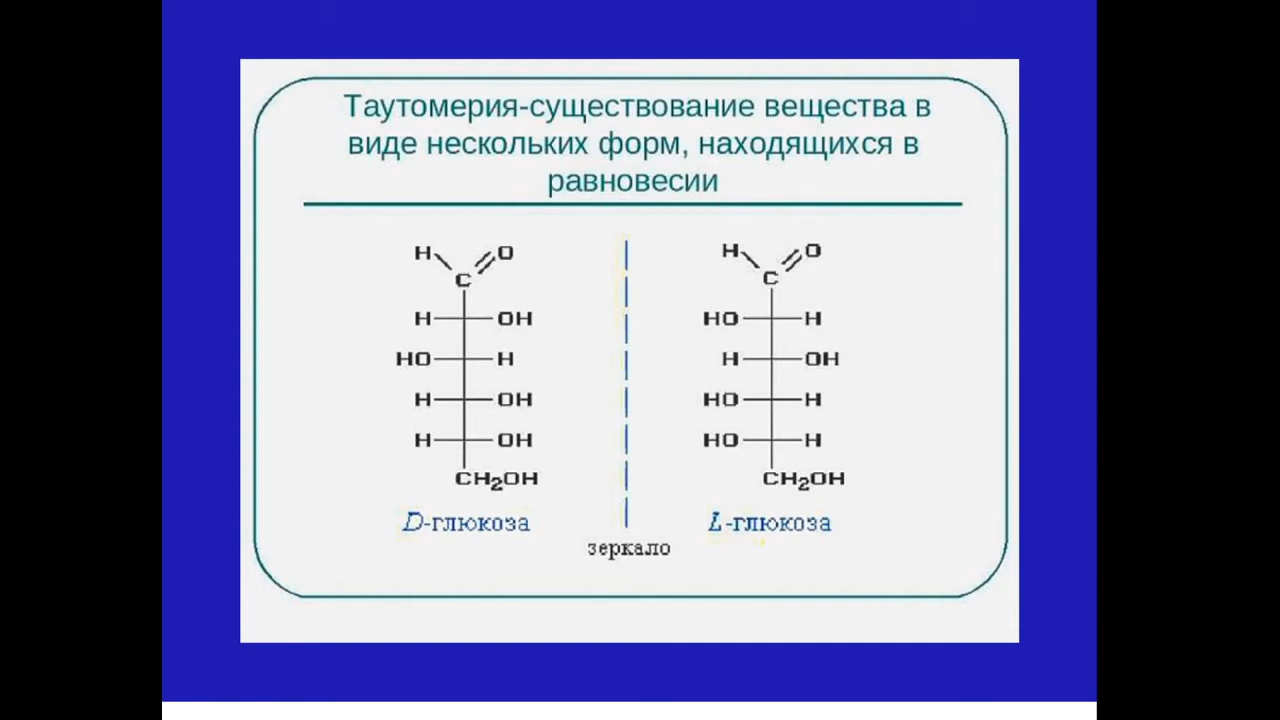 Таутомерия-существование вещества в
виде нескольких форм, находящихся в
равновесии
H O H O
C C
H OH HO H
HO H H OH
H OH HO H
H OH HO H
CH₂OH CH₂OH
D-глюкоза L-глюкоза
зеркало